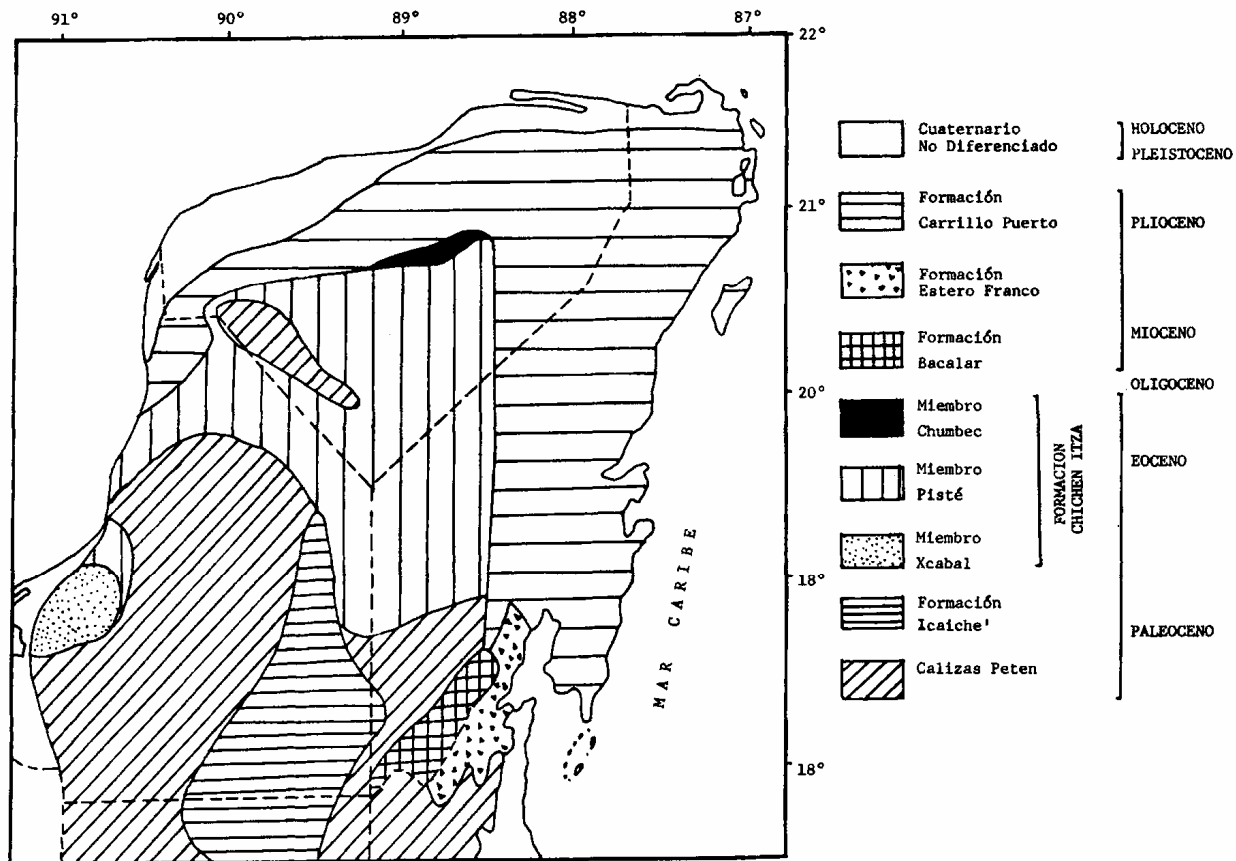 91°
90°
89°
88°
87°
22°
21°
20°
18°
18°
MAR CARIBE
Cuaternario
No Diferenciado
Formación
Carrillo Puerto
Formación
Estero Franco
Formación
Bacalar
Miembro
Chumbec
Miembro
Pisté
Miembro
Xcabal
Formación
Icaiche'
Calizas Peten
FORMACION
CHICHEN ITZA
HOLOCENO
PLEISTOCENO
PLIOCENO
MIOCENO
OLIGOCENO
EOCENO
PALEOCENO